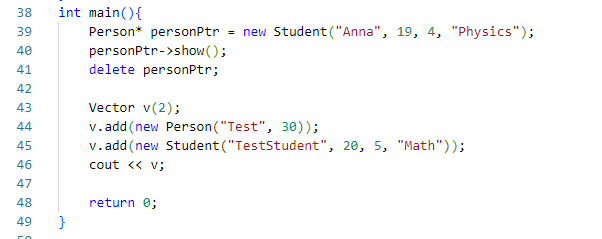 38 int main(){
39     Person* personPtr = new Student("Anna", 19, 4, "Physics");
40     personPtr->show();
41     delete personPtr;
42
43     Vector v(2);
44     v.add(new Person("Test", 30));
45     v.add(new Student("TestStudent", 20, 5, "Math"));
46     cout << v;
47
48     return 0;
49 }